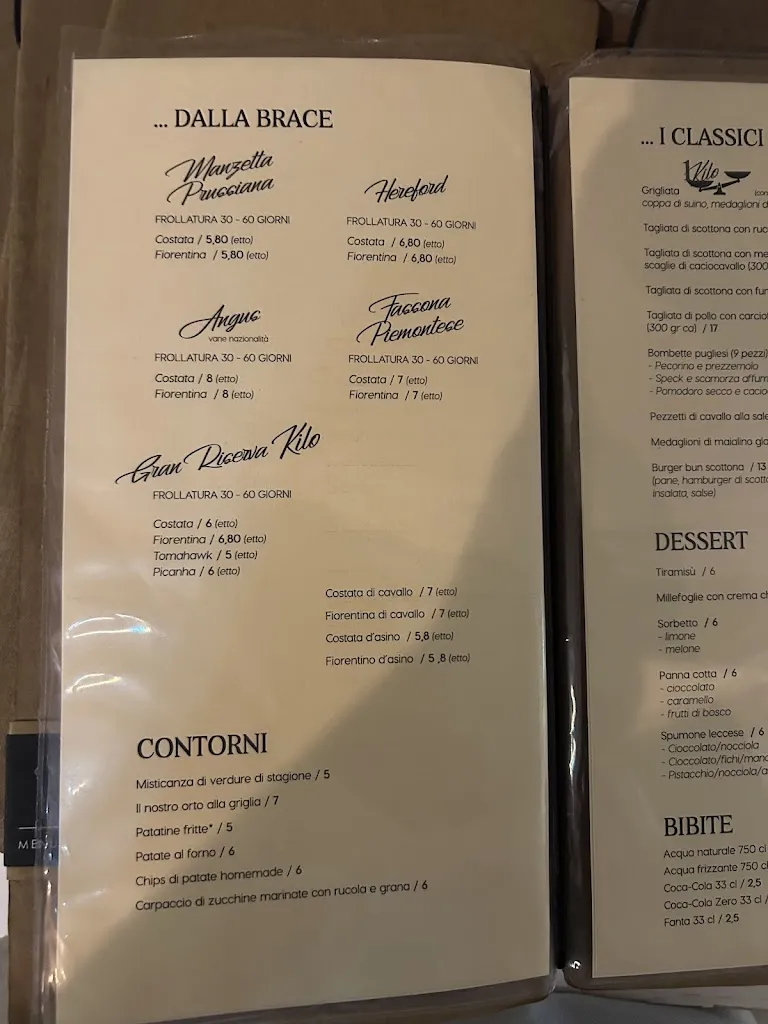 ... DALLA BRACE
Manzetta
Prussiana
FROLLATURA 30 - 60 GIORNI
Costata / 5,80 (etto)
Fiorentina / 5,80 (etto)
Hereford
FROLLATURA 30 - 60 GIORNI
Costata / 6,80 (etto)
Fiorentina / 6,80 (etto)
Angus
varie nazionalità
FROLLATURA 30 - 60 GIORNI
Costata / 8 (etto)
Fiorentina / 8 (etto)
Fassona
Piemontese
FROLLATURA 30 - 60 GIORNI
Costata / 7 (etto)
Fiorentina / 7 (etto)
Gran Riserva Kilo
FROLLATURA 30 - 60 GIORNI
Costata / 6 (etto)
Fiorentina / 6,80 (etto)
Tomahawk / 5 (etto)
Picanha / 6 (etto)
Costata di cavallo / 7 (etto)
Fiorentina di cavallo / 7 (etto)
Costata d'asino / 5,8 (etto)
Fiorentino d'asino / 5 ,8 (etto)
CONTORNI
Misticanza di verdure di stagione / 5
Il nostro orto alla griglia / 7
Patatine fritte* / 5
Patate al forno / 6
Chips di patate homemade / 6
Carpaccio di zucchine marinate con rucola e grana / 6
... I CLASSICI
Grigliata Kilo (con
coppa di suino, medaglioni d
Tagliata di scottona con ruc
Tagliata di scottona con me
scaglie di caciocavallo (300
Tagliata di scottona con fun
Tagliata di pollo con carciof
(300 gr ca) / 17
Bombette pugliesi (9 pezzi)
- Pecorino e prezzemolo
- Speck e scamorza affum
- Pomodoro secco e cacio
Pezzetti di cavallo alla sale
Medaglioni di maialino gla
Burger bun scottona / 13
(pane, hamburger di scotto
insalata, salse)
DESSERT
Tiramisù / 6
Millefoglie con crema ch
Sorbetto / 6
- limone
- melone
Panna cotta / 6
- cioccolato
- caramello
- frutti di bosco
Spumone leccese / 6
- Cioccolato/nocciola
- Cioccolato/fichi/mand
- Pistacchio/nocciola/a
BIBITE
Acqua naturale 750 cl
Acqua frizzante 750 cl
Coca-Cola 33 cl / 2,5
Coca-Cola Zero 33 cl /
Fanta 33 cl / 2,5